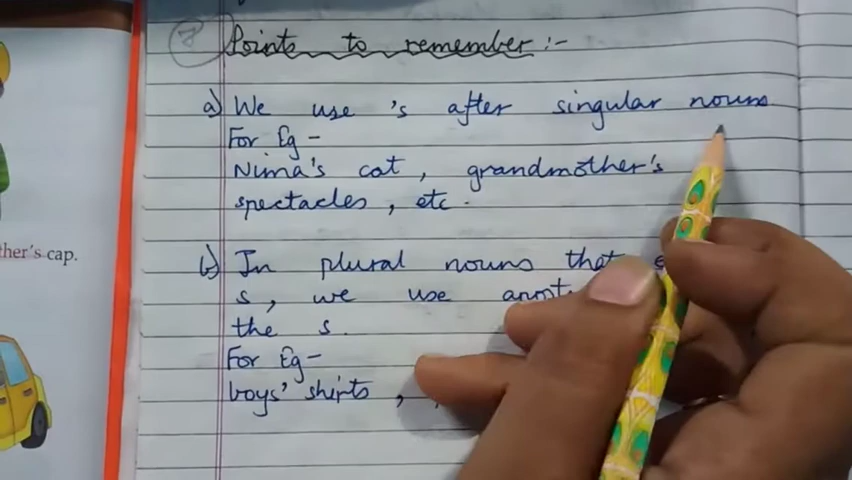 Points to remember :-
a) We use 's after singular nouns
For Eg -
Nima's cat, grandmother's
spectacles, etc.
b) In plural nouns that
s, we use
the s.
For Eg-
boys' shirts,
ther's cap.